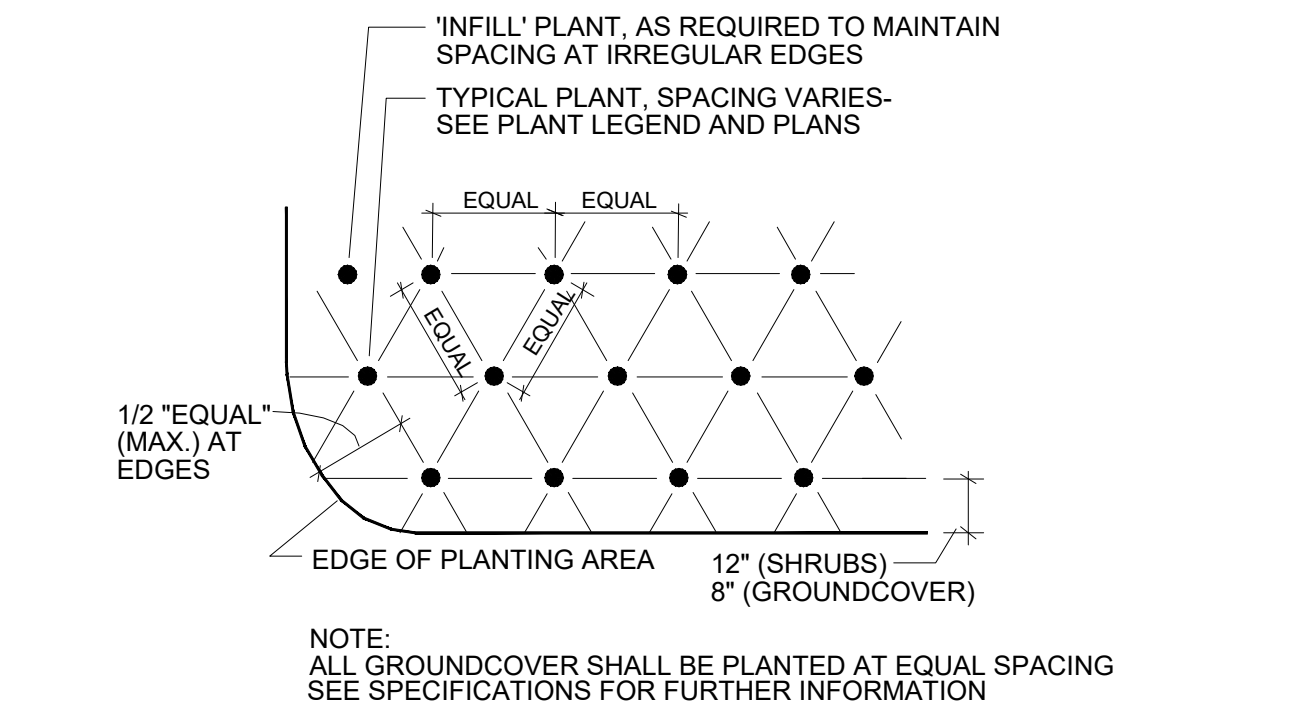 'INFILL' PLANT, AS REQUIRED TO MAINTAIN
SPACING AT IRREGULAR EDGES
TYPICAL PLANT, SPACING VARIES-
SEE PLANT LEGEND AND PLANS
EQUAL
EQUAL
EQUAL
EQUAL
1/2 "EQUAL"
(MAX.) AT
EDGES
EDGE OF PLANTING AREA
12" (SHRUBS)
8" (GROUNDCOVER)
NOTE:
ALL GROUNDCOVER SHALL BE PLANTED AT EQUAL SPACING
SEE SPECIFICATIONS FOR FURTHER INFORMATION